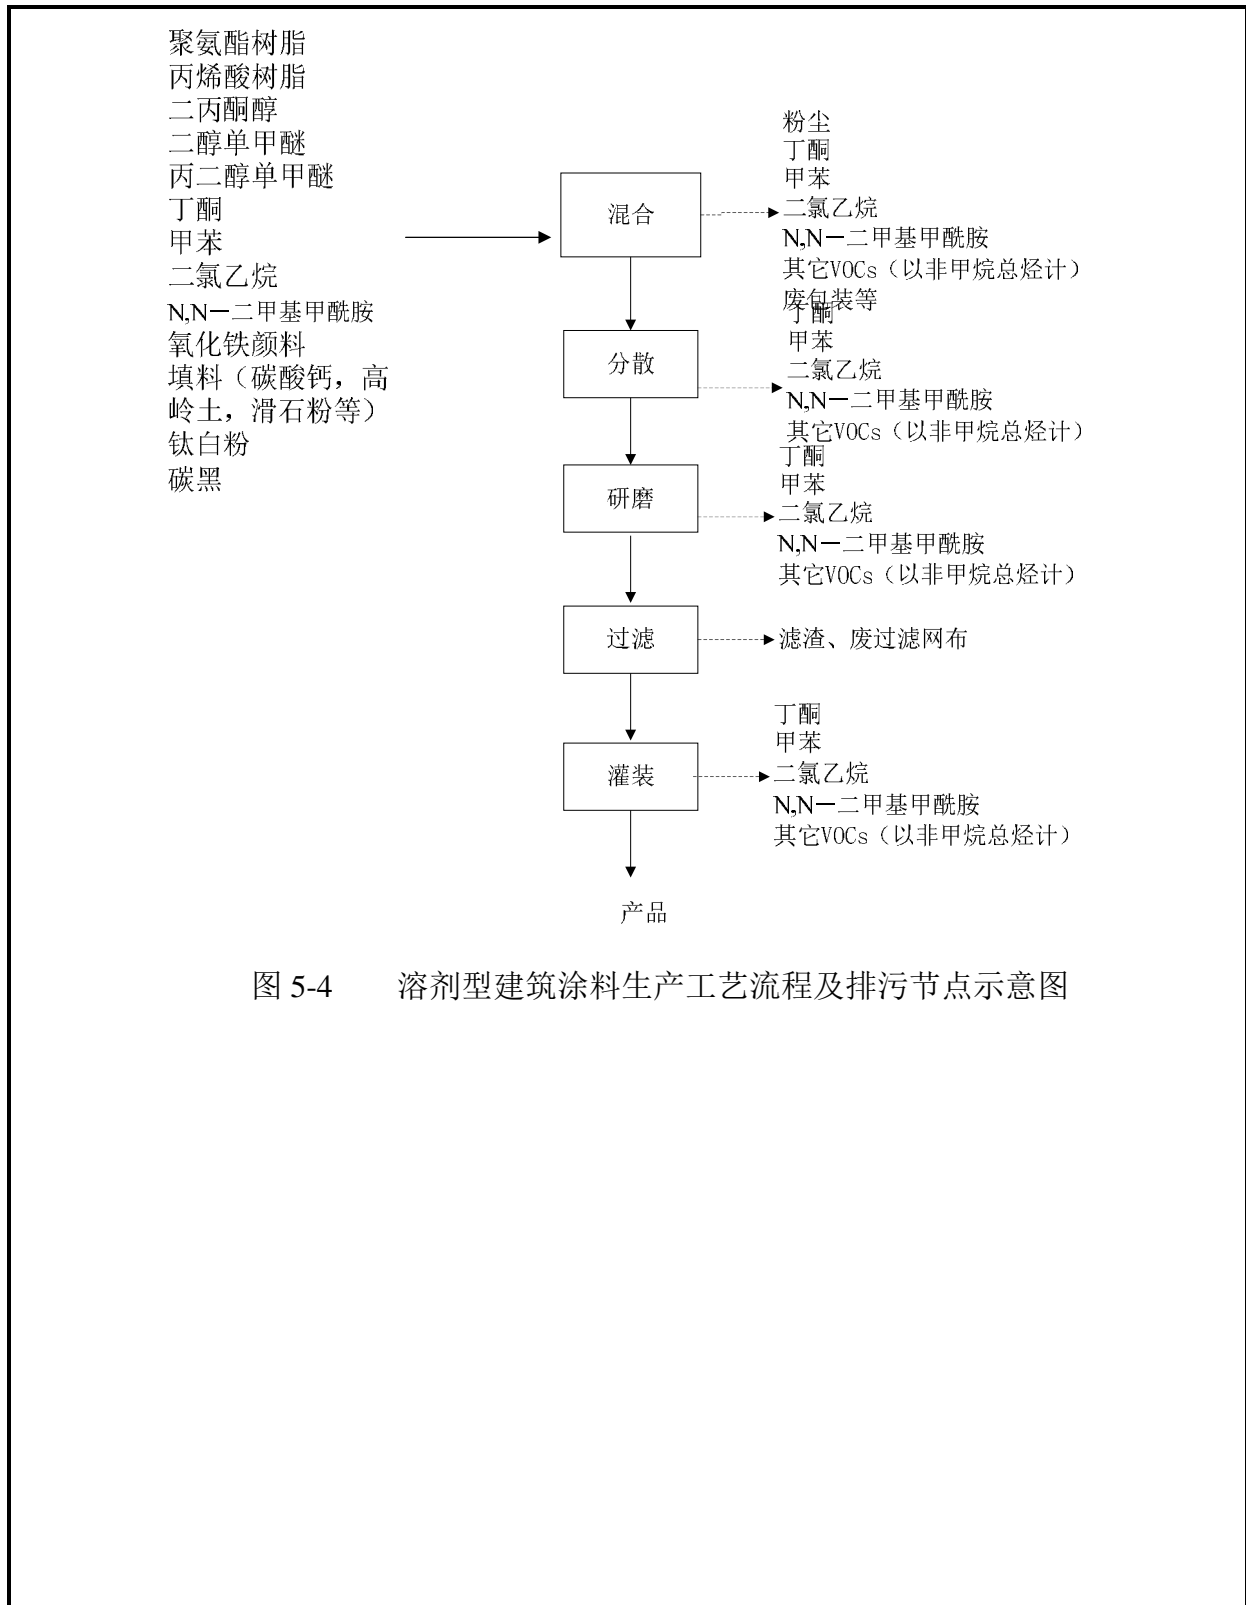 聚氨酯树脂
丙烯酸树脂
二丙酮醇
二醇单甲醚
丙二醇单甲醚
丁酮
甲苯
二氯乙烷
N,N－二甲基甲酰胺
氧化铁颜料
填料（碳酸钙，高
岭土，滑石粉等）
钛白粉
碳黑
混合
粉尘
丁酮
甲苯
二氯乙烷
N,N－二甲基甲酰胺
其它VOCs（以非甲烷总烃计）
废包装等
分散
丁酮
甲苯
二氯乙烷
N,N－二甲基甲酰胺
其它VOCs（以非甲烷总烃计）
研磨
丁酮
甲苯
二氯乙烷
N,N－二甲基甲酰胺
其它VOCs（以非甲烷总烃计）
过滤
滤渣、废过滤网布
灌装
丁酮
甲苯
二氯乙烷
N,N－二甲基甲酰胺
其它VOCs（以非甲烷总烃计）
产品
图 5-4 溶剂型建筑涂料生产工艺流程及排污节点示意图